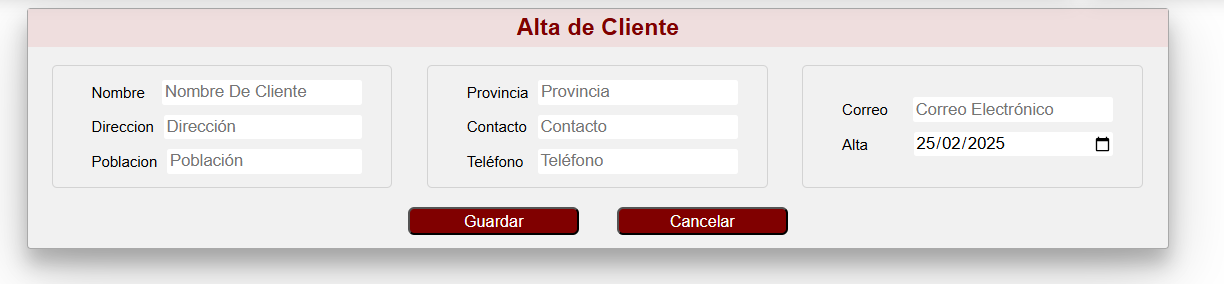 Alta de Cliente
Nombre Nombre De Cliente
Direccion Dirección
Poblacion Población
Provincia Provincia
Contacto Contacto
Teléfono Teléfono
Correo Correo Electrónico
Alta 25/02/2025
Guardar Cancelar